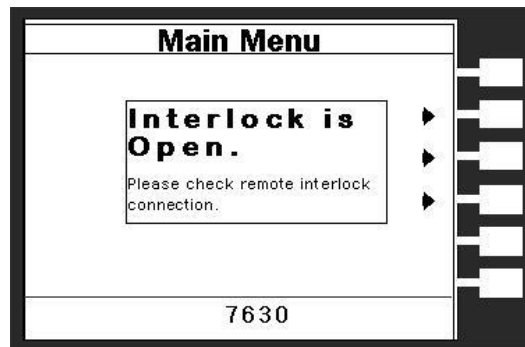 Main Menu
Interlock is
Open.
Please check remote interlock
connection.
7630